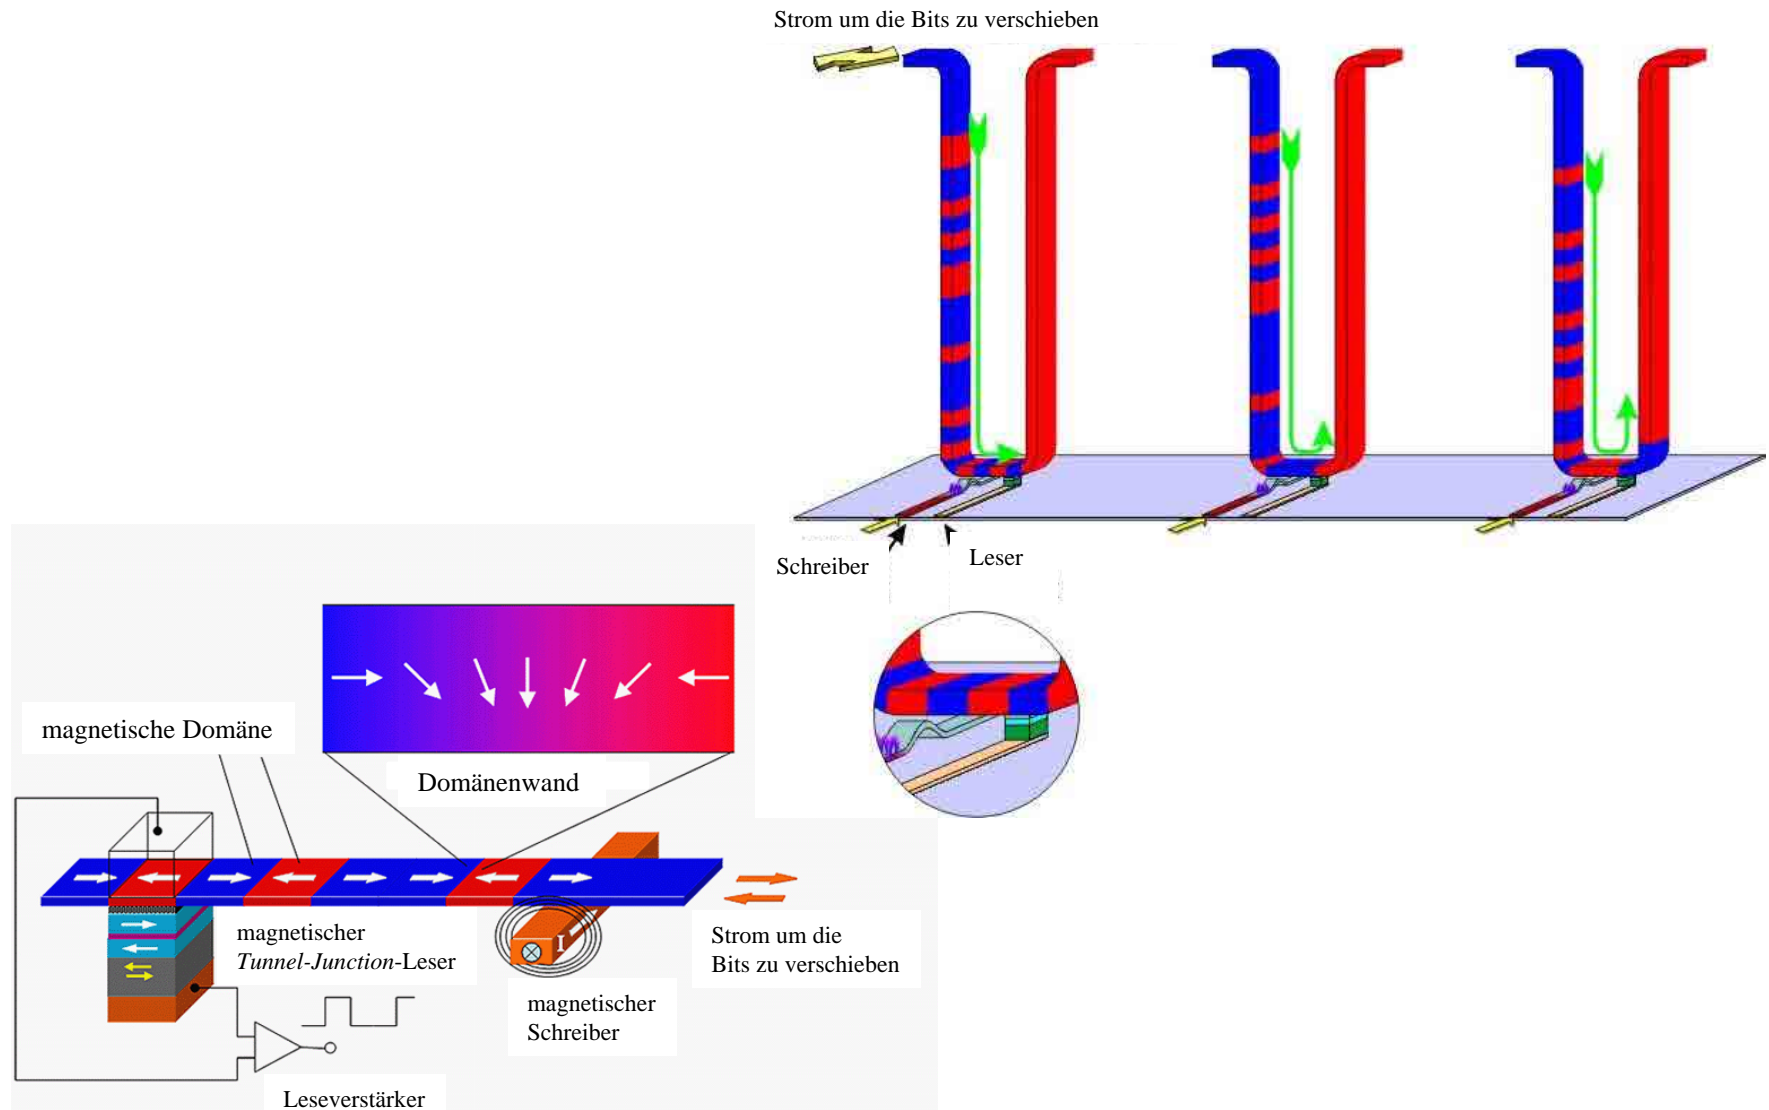 Strom um die Bits zu verschieben
Schreiber
Leser
magnetische Domäne
Domänenwand
magnetischer
Tunnel-Junction-Leser
I
magnetischer
Schreiber
Strom um die
Bits zu verschieben
Leseverstärker